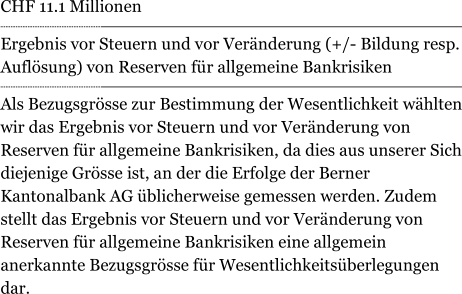 CHF 11.1 Millionen
Ergebnis vor Steuern und vor Veränderung (+/- Bildung resp.
Auflösung) von Reserven für allgemeine Bankrisiken
Als Bezugsgrösse zur Bestimmung der Wesentlichkeit wählten
wir das Ergebnis vor Steuern und vor Veränderung von
Reserven für allgemeine Bankrisiken, da dies aus unserer Sich
diejenige Grösse ist, an der die Erfolge der Berner
Kantonalbank AG üblicherweise gemessen werden. Zudem
stellt das Ergebnis vor Steuern und vor Veränderung von
Reserven für allgemeine Bankrisiken eine allgemein
anerkannte Bezugsgrösse für Wesentlichkeitsüberlegungen
dar.